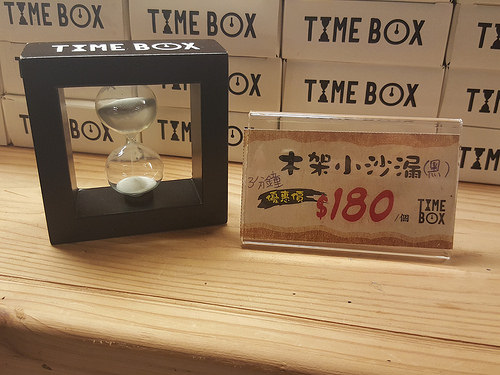 TIME BOX
TIME BOX
TIME BOX
TIME BOX
TIME BOX
TIME BOX
木架小沙漏(黑)
3分鐘
優惠價
$180/個
TIME
BOX